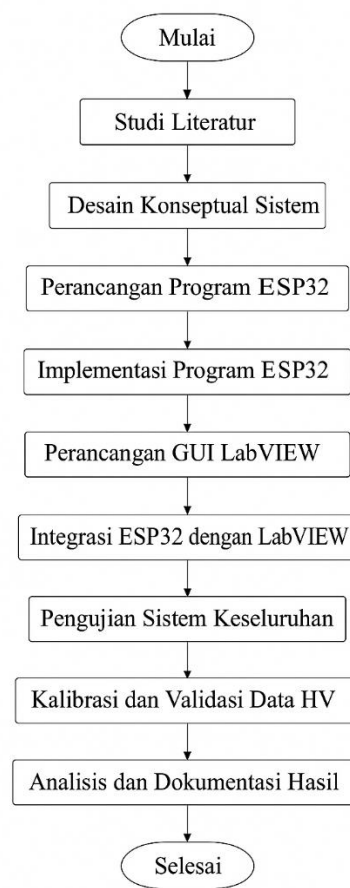 Mulai
Studi Literatur
Desain Konseptual Sistem
Perancangan Program ESP32
Implementasi Program ESP32
Perancangan GUI LabVIEW
Integrasi ESP32 dengan LabVIEW
Pengujian Sistem Keseluruhan
Kalibrasi dan Validasi Data HV
Analisis dan Dokumentasi Hasil
Selesai